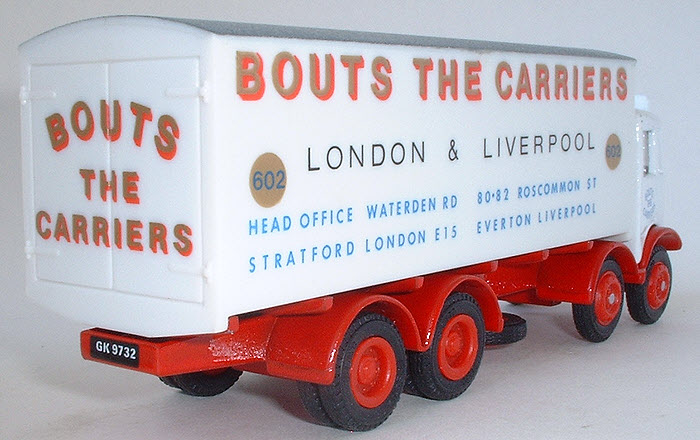 BOUTS
THE
CARRIERS
GK 9732
BOUTS THE CARRIERS
LONDON & LIVERPOOL
602
602
HEAD OFFICE WATERDEN RD
STRATFORD LONDON E15
80·82 ROSCOMMON ST
EVERTON LIVERPOOL